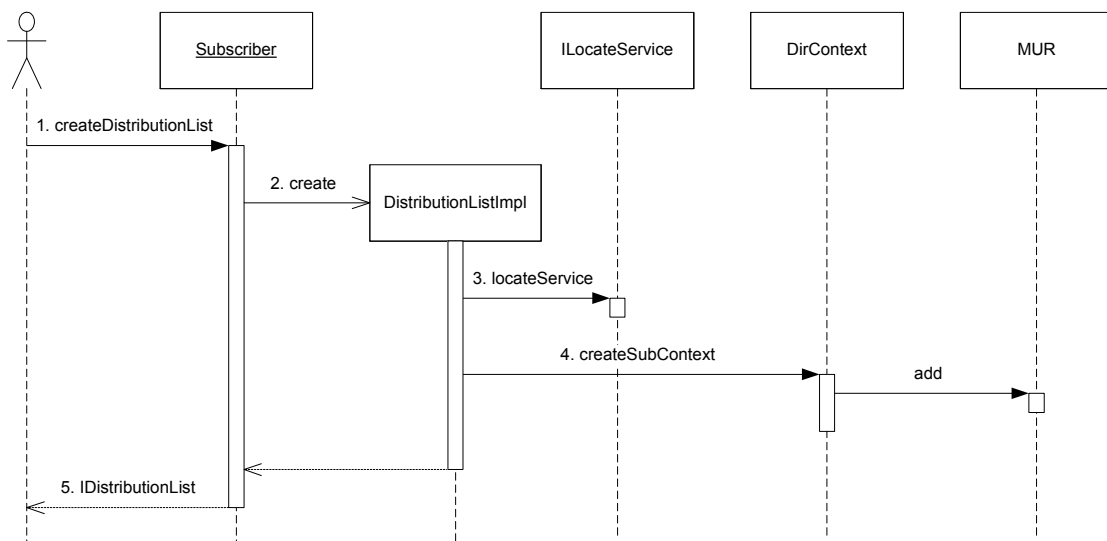 Subscriber
ILocateService
DirContext
MUR
1. createDistributionList
2. create
DistributionListImpl
3. locateService
4. createSubContext
add
5. IDistributionList